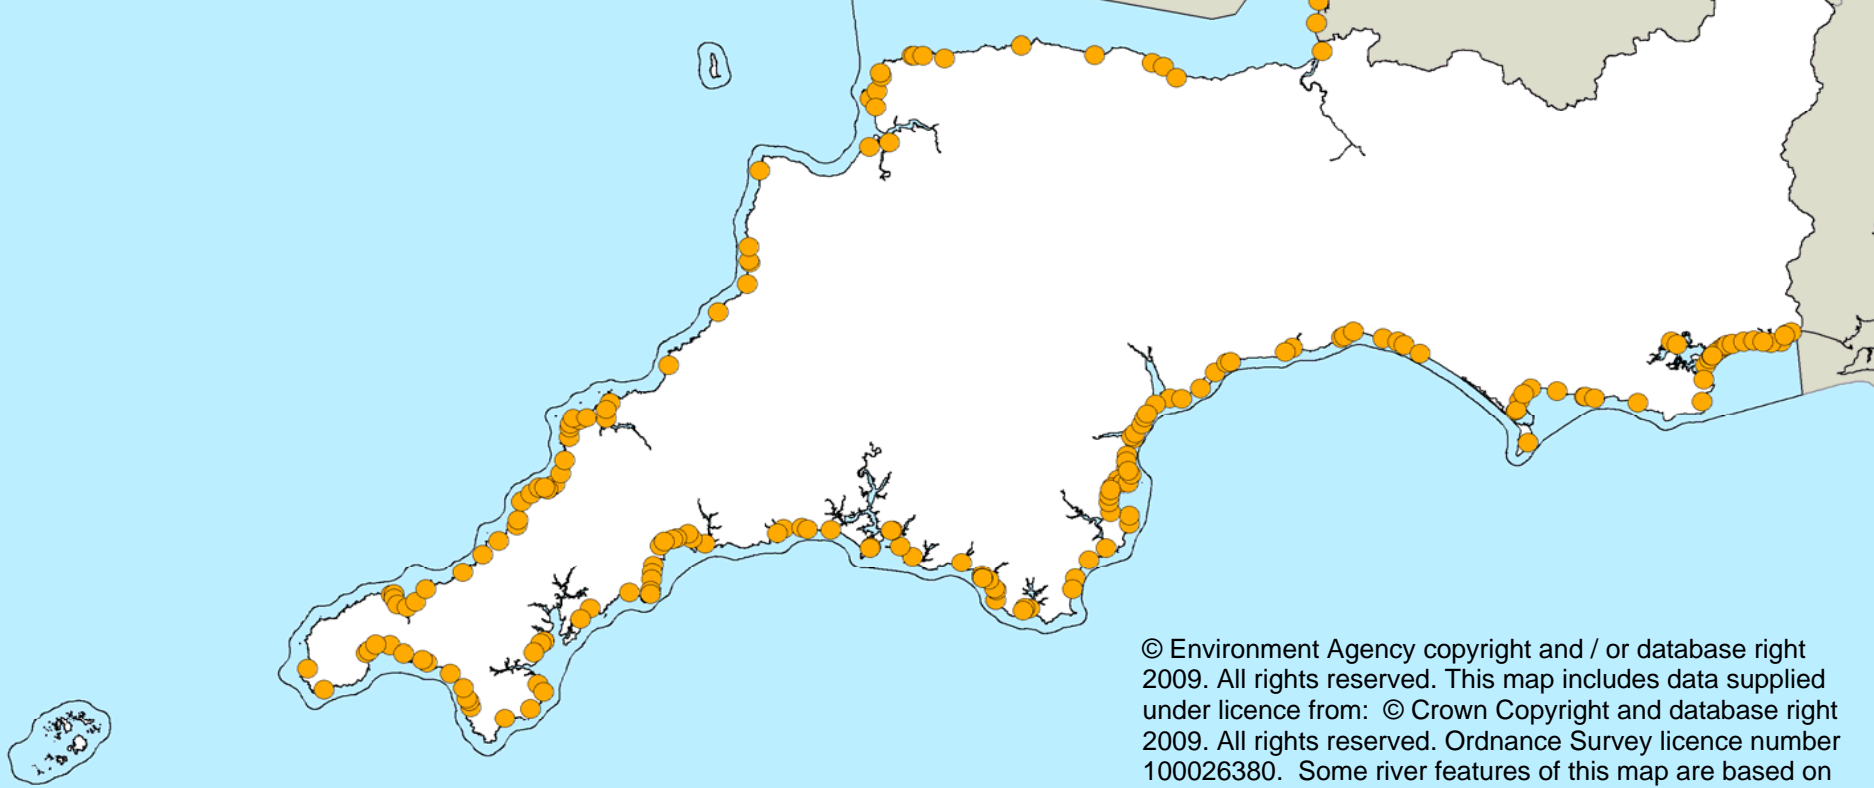 © Environment Agency copyright and / or database right
2009. All rights reserved. This map includes data supplied
under licence from:  © Crown Copyright and database right
2009. All rights reserved. Ordnance Survey licence number
100026380.  Some river features of this map are based on